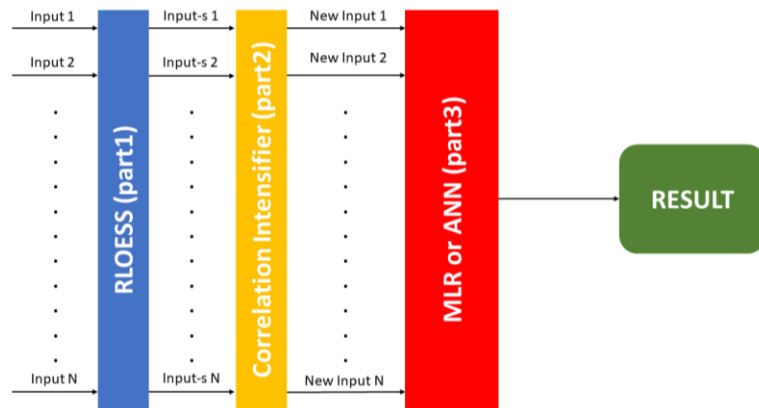 Input 1
Input-s 1
New Input 1
Input 2
Input-s 2
New Input 2
RLOESS (part1)
Correlation Intensifier (part2)
MLR or ANN (part3)
RESULT
Input N
Input-s N
New Input N